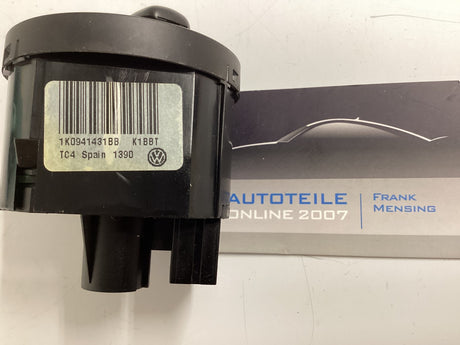 1K0941431BB K1BBT
TC4 Spain 1390
AUTOTEILE
ONLINE 2007
FRANK
MENSING